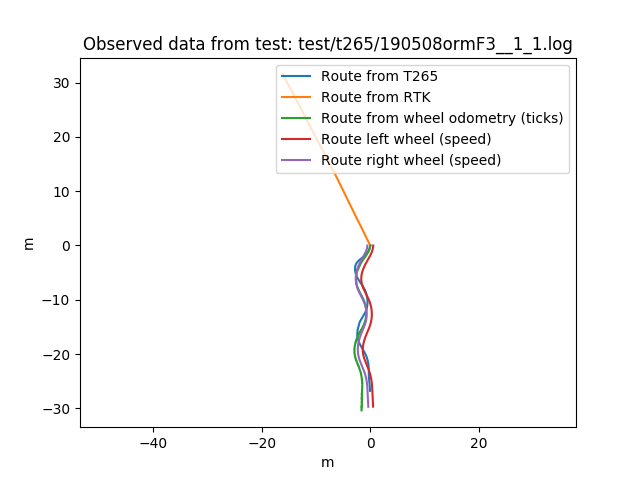 Observed data from test: test/t265/190508ormF3__1_1.log
Route from T265
Route from RTK
Route from wheel odometry (ticks)
Route left wheel (speed)
Route right wheel (speed)
30
20
10
0
−10
−20
−30
m
−40
−20
0
20
m